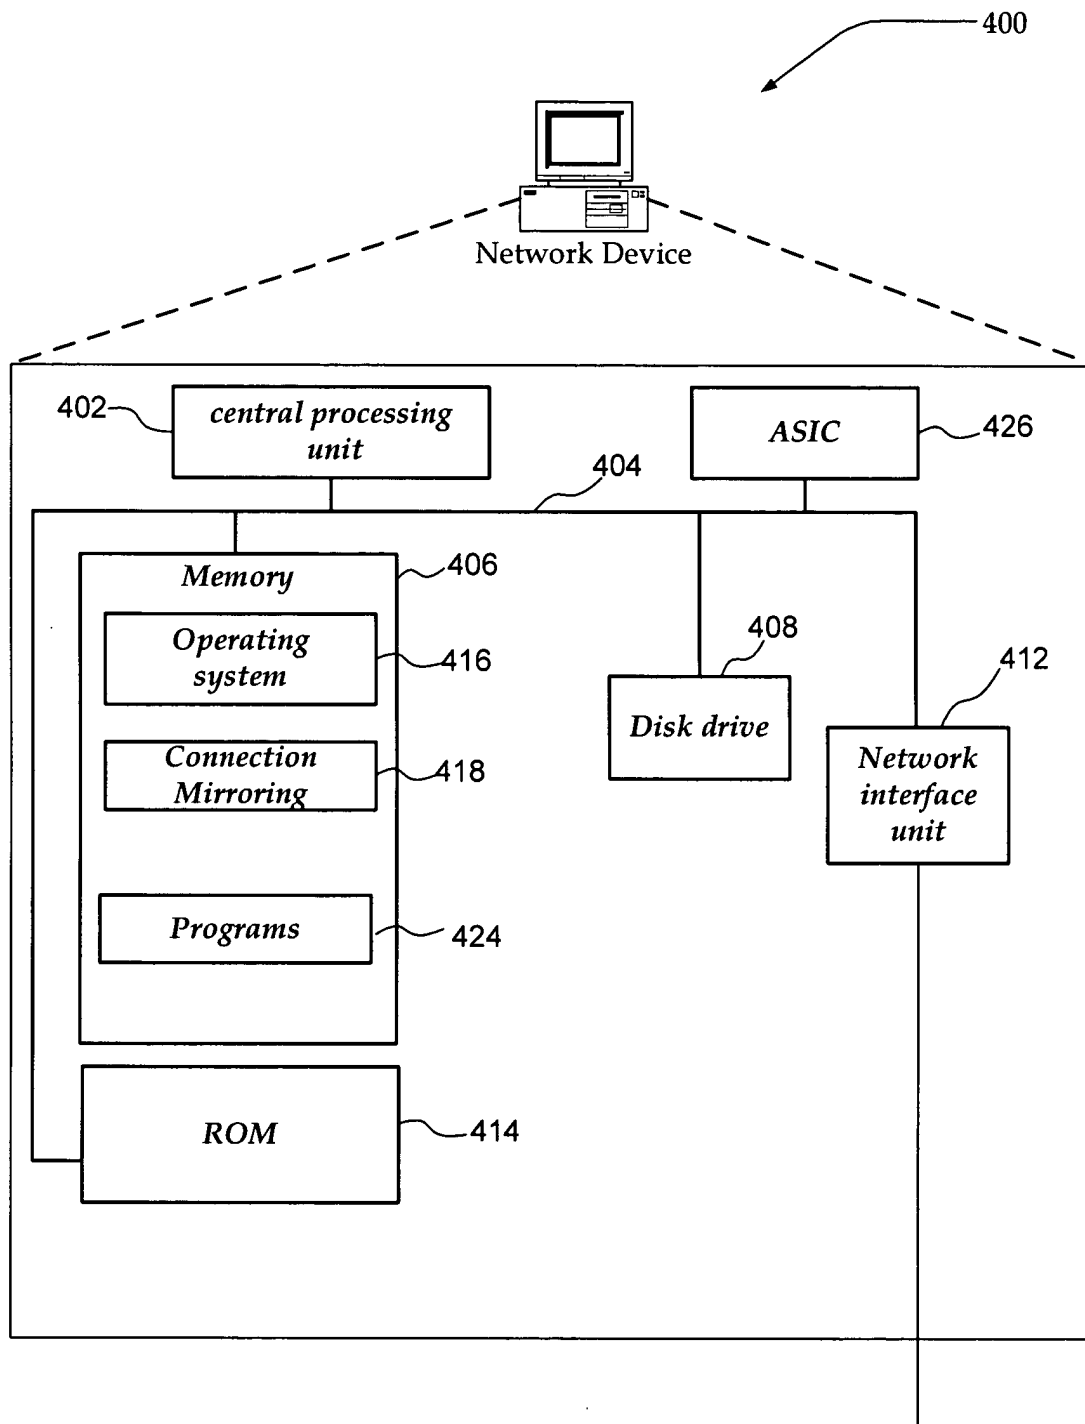 400
Network Device
402
central processing
unit
ASIC
426
404
Memory
406
Operating
system
416
408
412
Connection
Mirroring
418
Disk drive
Network
interface
unit
Programs
424
ROM
414